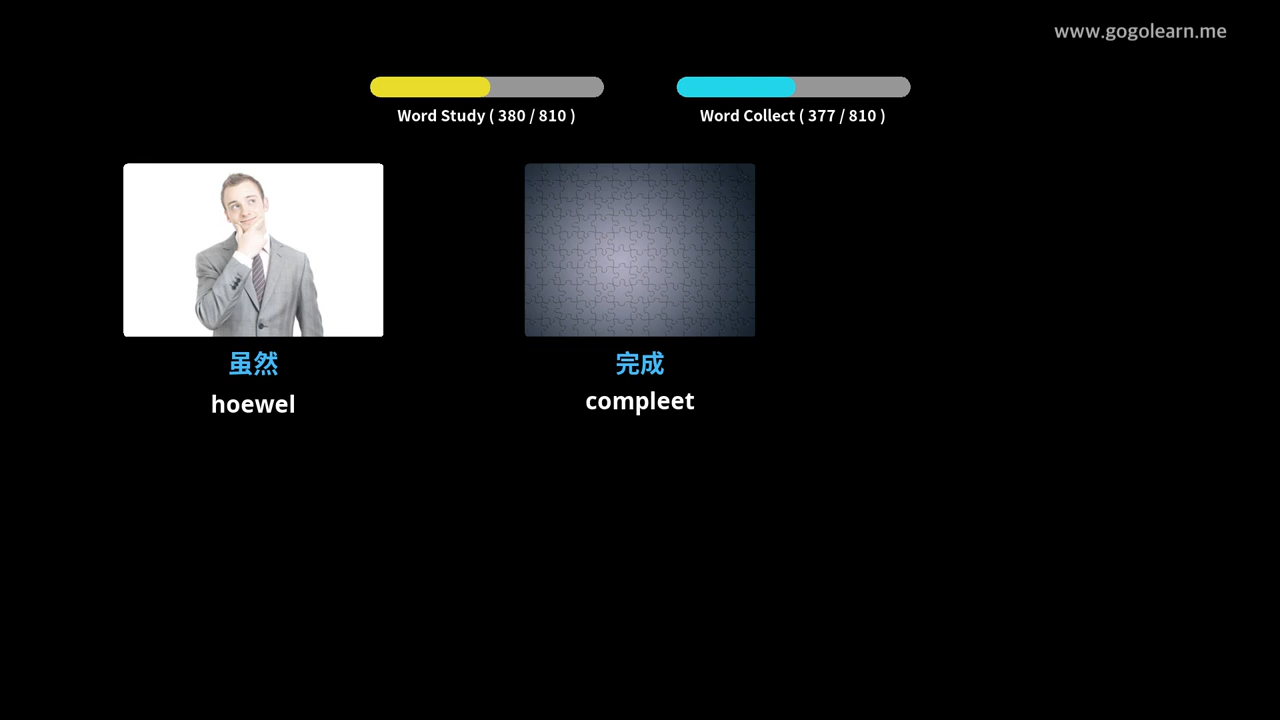 www.gogolearn.me
Word Study ( 380 / 810 )
Word Collect ( 377 / 810 )
虽然
hoewel
完成
compleet